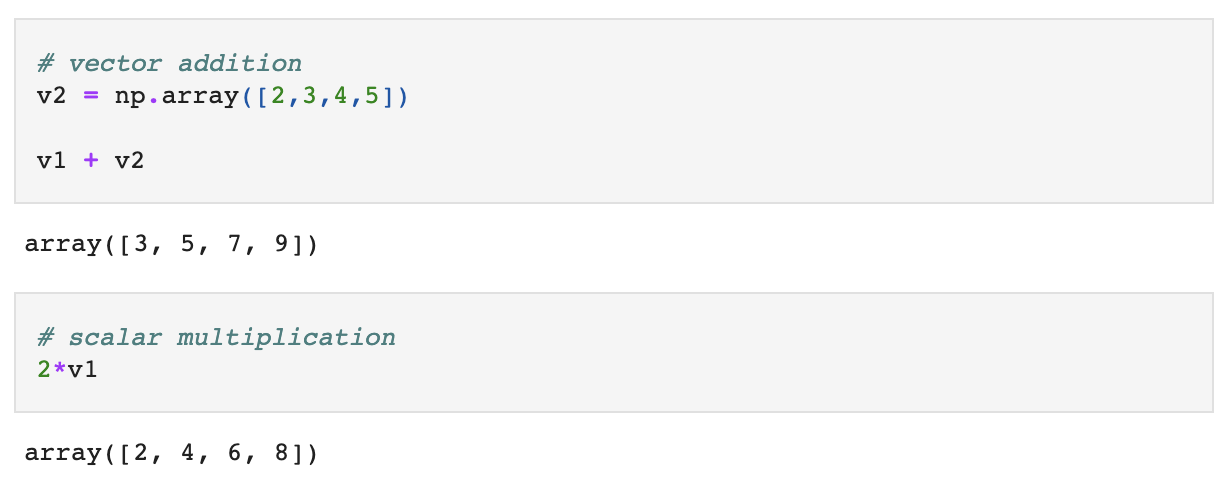 # vector addition
v2 = np.array([2,3,4,5])
v1 + v2
array([3, 5, 7, 9])
# scalar multiplication
2*v1
array([2, 4, 6, 8])